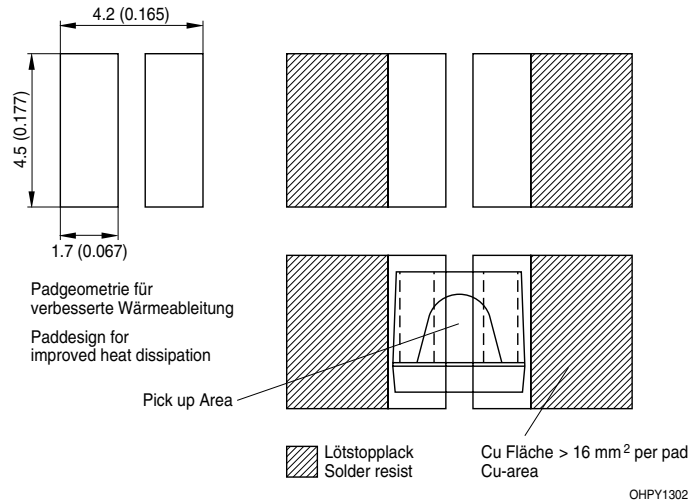 4.2 (0.165)
4.5 (0.177)
1.7 (0.067)
Padgeometrie für
verbesserte Wärmeableitung
Paddesign for
improved heat dissipation
Pick up Area
Lötstopplack
Solder resist
Cu Fläche > 16 mm² per pad
Cu-area
OHPY1302